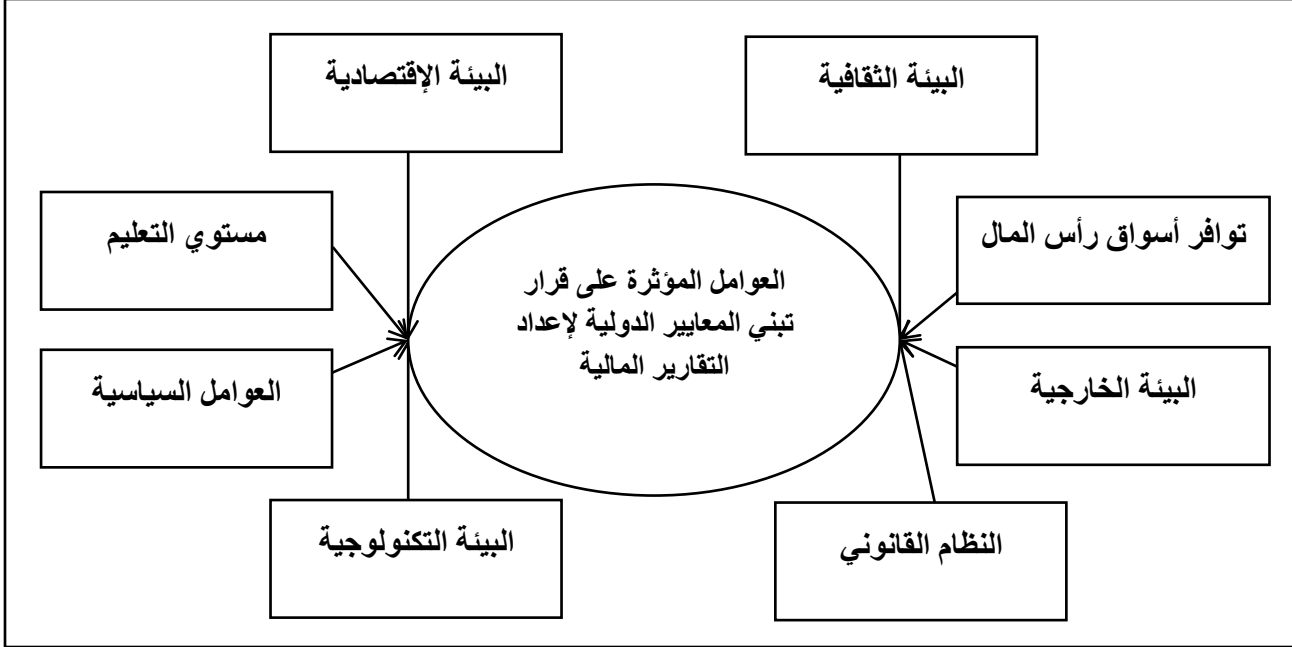 البيئة الثقافية
البيئة الإقتصادية
توافر أسواق رأس المال
مستوي التعليم
العوامل المؤثرة على قرار
تبني المعايير الدولية لإعداد
التقارير المالية
البيئة الخارجية
العوامل السياسية
النظام القانوني
البيئة التكنولوجية